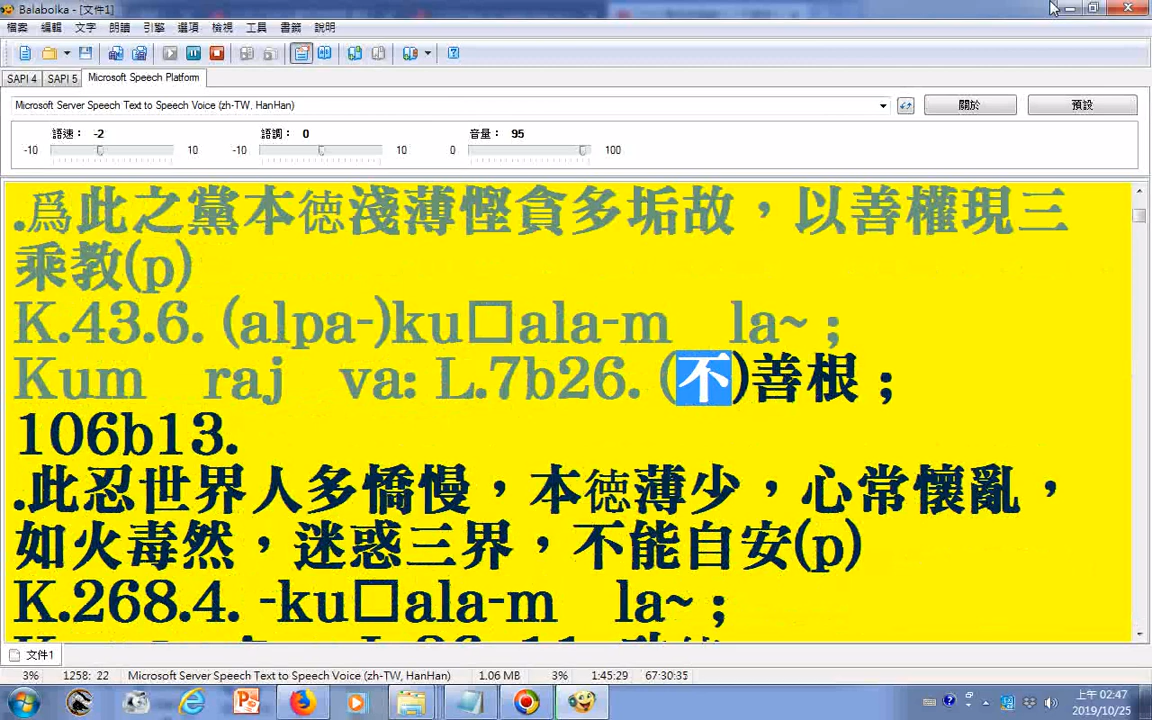 Balabolka - [文件1]
檔案 編輯 文字 朗讀 引擎 選項 檢視 工具 書籤 說明
SAPI 4 SAPI 5 Microsoft Speech Platform
Microsoft Server Speech Text to Speech Voice (zh-TW, HanHan) 關於 預設
語速： -2 語調： 0 音量： 95
-10 10 -10 10 0 100
.爲此之黨本徳淺薄慳貪多垢故，以善權現三
乘教(p)
K.43.6. (alpa-)ku□ala-m la~ ;
Kum raj va: L.7b26. (不)善根；
106b13.
.此忍世界人多憍慢，本徳薄少，心常懷亂，
如火毒然，迷惑三界，不能自安(p)
K.268.4. -ku□ala-m la~ ;
文件1
3% 1258: 22 Microsoft Server Speech Text to Speech Voice (zh-TW, HanHan) 1.06 MB 3% 1:45:29 67:30:35
上午 02:47
2019/10/25